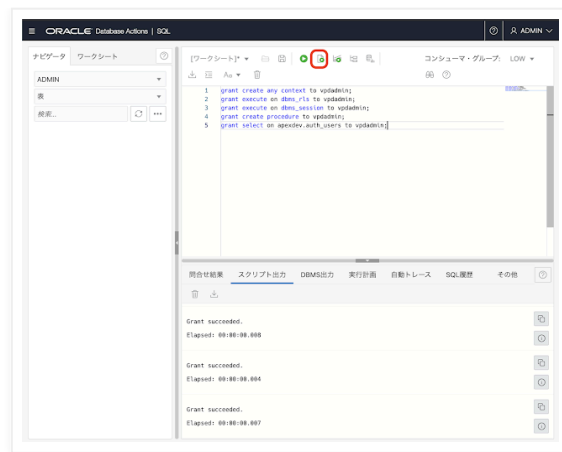 ORACLE Database Actions | SQL
ADMIN
ナビゲータ ワークシート
[ワークシート]*
コンシューマ・グループ: LOW
ADMIN
表
検索...
Aa
1 grant create any context to vpdadmin;
2 grant execute on dbms_rls to vpdadmin;
3 grant execute on dbms_session to vpdadmin;
4 grant create procedure to vpdadmin;
5 grant select on apexdev.auth_users to vpdadmin;
問合せ結果 スクリプト出力 DBMS出力 実行計画 自動トレース SQL履歴 その他
Grant succeeded.
Elapsed: 00:00:00.008
Grant succeeded.
Elapsed: 00:00:00.004
Grant succeeded.
Elapsed: 00:00:00.007